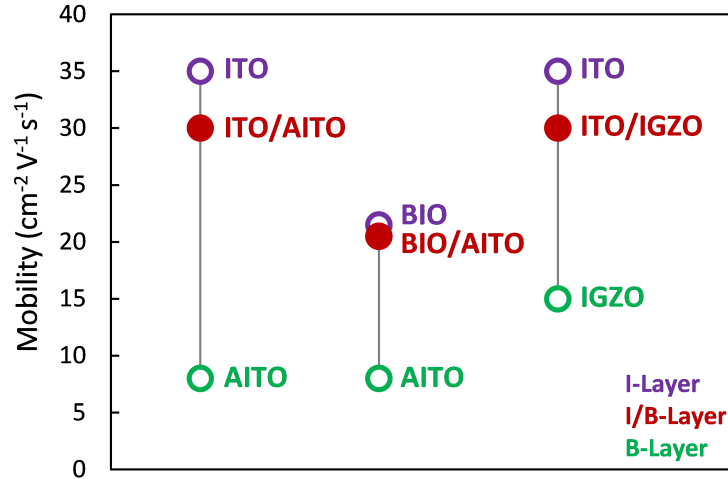 40
35
30
25
20
15
10
5
0
Mobility (cm⁻² V⁻¹ s⁻¹)
ITO
ITO/AITO
AITO
BIO
BIO/AITO
AITO
ITO
ITO/IGZO
IGZO
I-Layer
I/B-Layer
B-Layer